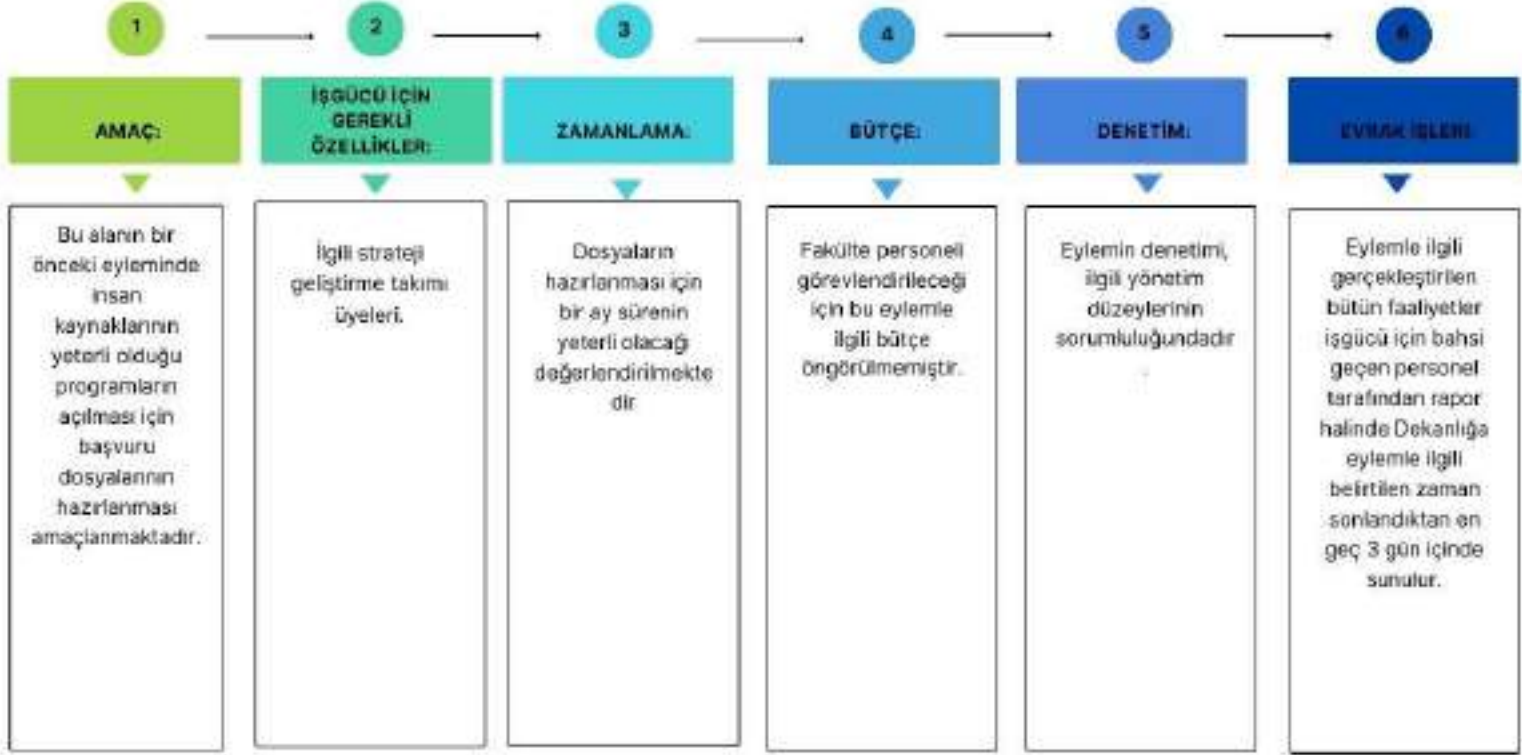 1
2
3
4
5
6
AMAÇ:
İŞGÜCÜ İÇİN
GEREKLİ
ÖZELLİKLER:
ZAMANLAMA:
BÜTÇE:
DENETİM:
EVRAK İŞLERİ:
Bu alanın bir
önceki eyleminde
insan
kaynaklarının
yeterli olduğu
programların
açılması için
başvuru
dosyalarının
hazırlanması
amaçlanmaktadır.
İlgili strateji
geliştirme takımı
üyeleri.
Dosyaların
hazırlanması için
bir ay sürenin
yeterli olacağı
değerlendirilmekte
dir
Fakülte personeli
görevlendirileceği
için bu eylemle
ilgili bütçe
öngörülmemiştir.
Eylemin denetimi,
ilgili yönetim
düzeylerinin
sorumluluğundadır
.
Eylemle ilgili
gerçekleştirilen
bütün faaliyetler
işgücü için bahsi
geçen personel
tarafından rapor
halinde Dekanlığa
eylemle ilgili
belirtilen zaman
sonlandıktan en
geç 3 gün içinde
sunulur.